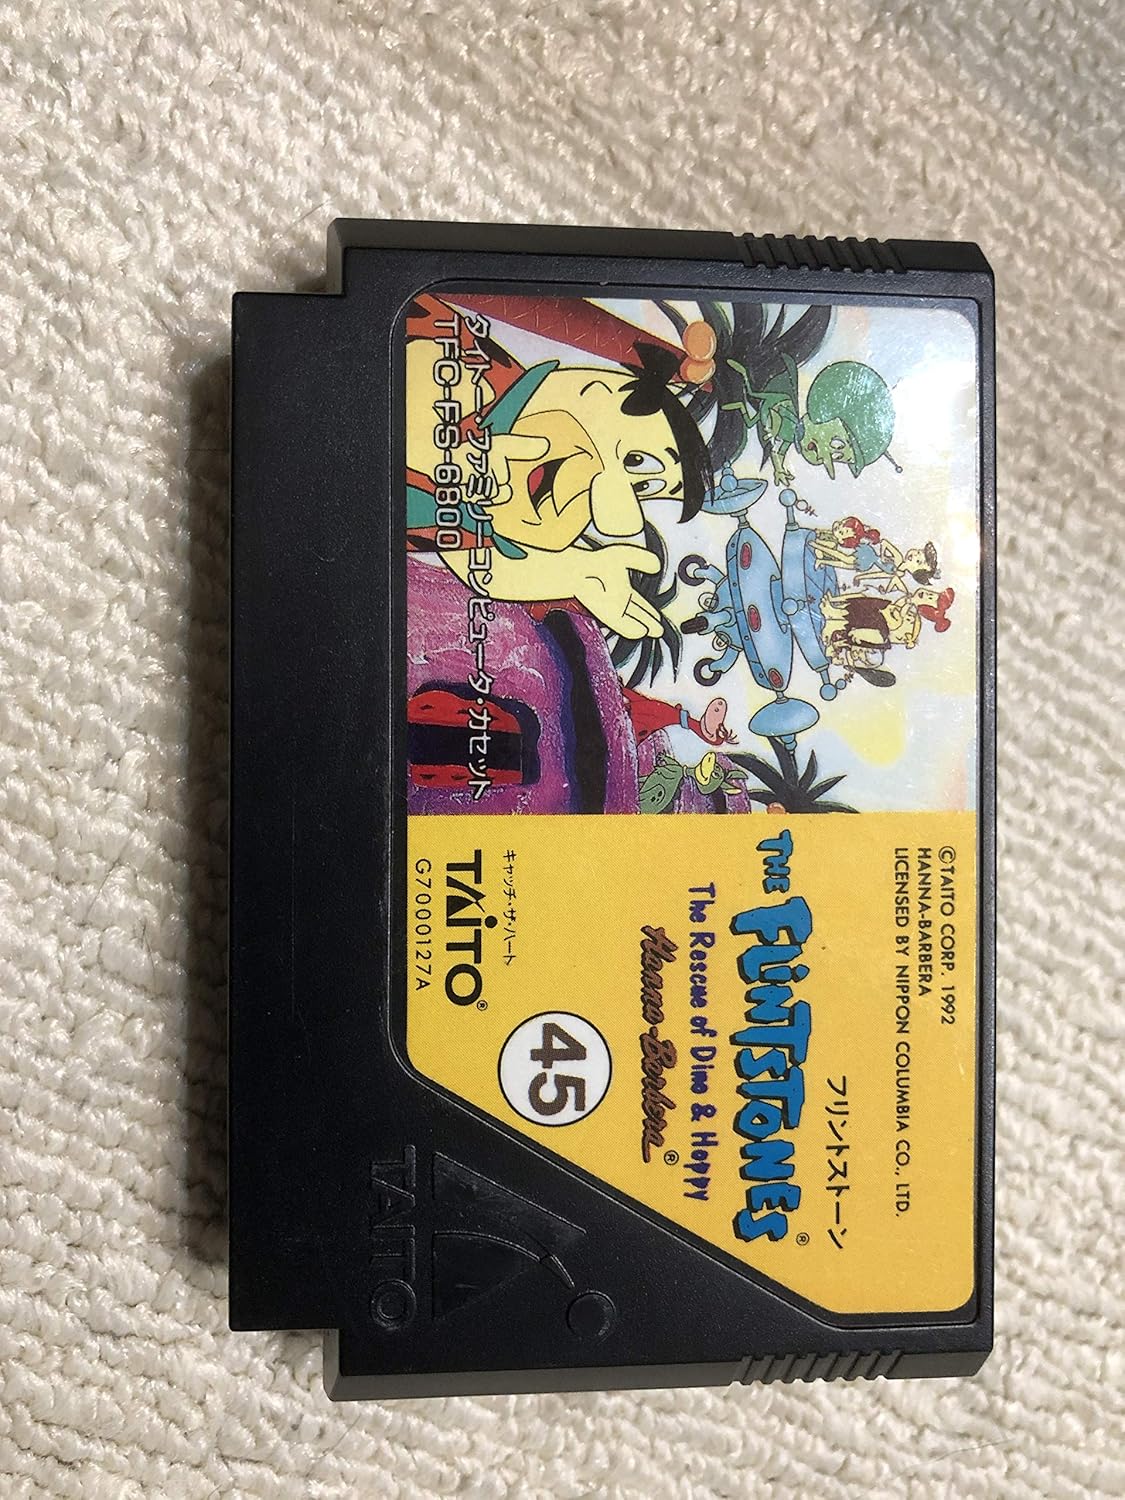 タイトー・ファミリーコンピュータ・カセット
TFC-FS-6800
©TAITO CORP. 1992
HANNA-BARBERA
LICENSED BY NIPPON COLUMBIA CO., LTD.
フリントストーン
THE FLiNTSTONES®
The Rescue of Dino & Hoppy
Hanna-Barbera®
45
キャッチ・ザ・ハート
TAITO®
G7000127A
TAITO